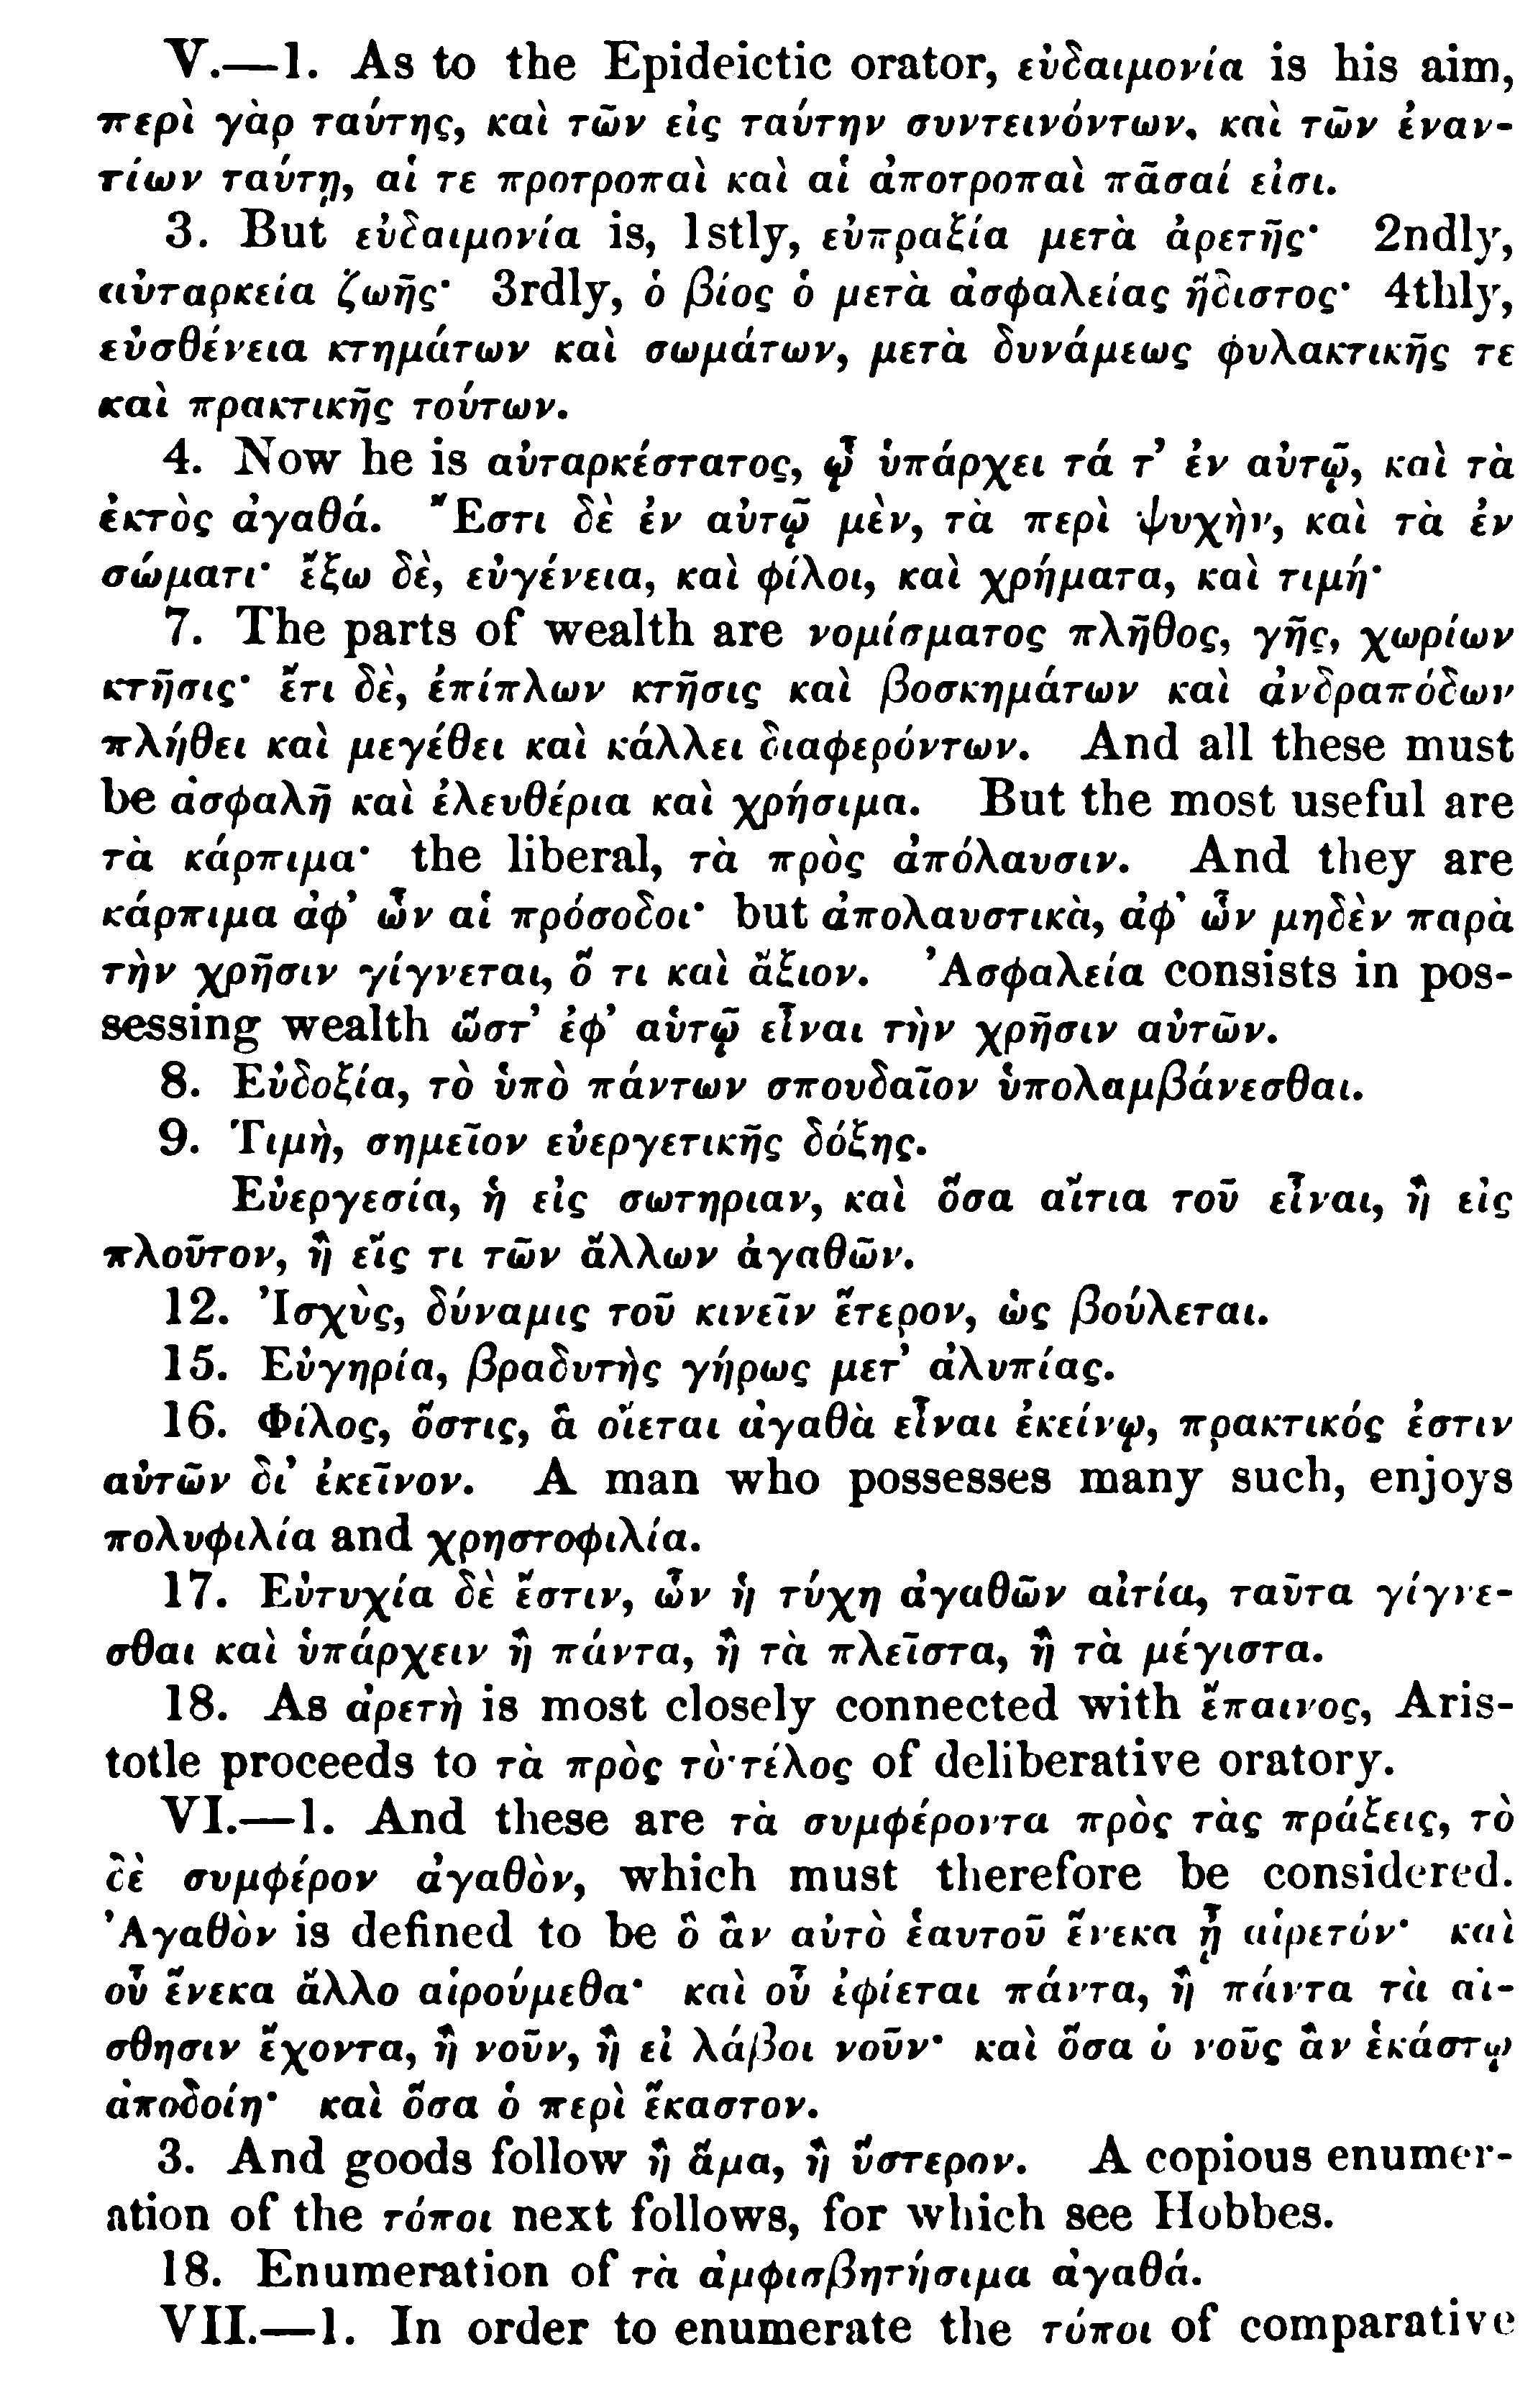 V.—1. As to the Epideictic orator, εὐδαιμονία is his aim,
περὶ γὰρ ταύτης, καὶ τῶν εἰς ταύτην συντεινόντων, καὶ τῶν ἐναν-
τίων ταύτῃ, αἵ τε προτροπαὶ καὶ αἱ ἀποτροπαὶ πᾶσαί εἰσι.
3. But εὐδαιμονία is, 1stly, εὐπραξία μετὰ ἀρετῆς· 2ndly,
αὐταρκεία ζωῆς· 3rdly, ὁ βίος ὁ μετὰ ἀσφαλείας ἥδιστος· 4thly,
εὐσθένεια κτημάτων καὶ σωμάτων, μετὰ δυνάμεως φυλακτικῆς τε
καὶ πρακτικῆς τούτων.
4. Now he is αὐταρκέστατος, ᾧ ὑπάρχει τά τ’ ἐν αὐτῷ, καὶ τὰ
ἐκτὸς ἀγαθά. Ἔστι δὲ ἐν αὐτῷ μὲν, τὰ περὶ ψυχὴν, καὶ τὰ ἐν
σώματι· ἔξω δὲ, εὐγένεια, καὶ φίλοι, καὶ χρήματα, καὶ τιμή·
7. The parts of wealth are νομίσματος πλῆθος, γῆς, χωρίων
κτῆσις· ἔτι δὲ, ἐπίπλων κτῆσις καὶ βοσκημάτων καὶ ἀνδραπόδων
πλήθει καὶ μεγέθει καὶ κάλλει διαφερόντων. And all these must
be ἀσφαλῆ καὶ ἐλευθέρια καὶ χρήσιμα. But the most useful are
τὰ κάρπιμα· the liberal, τὰ πρὸς ἀπόλαυσιν. And they are
κάρπιμα ἀφ’ ὧν αἱ πρόσοδοι· but ἀπολαυστικὰ, ἀφ’ ὧν μηδὲν παρὰ
τὴν χρῆσιν γίγνεται, ὅ τι καὶ ἄξιον. Ἀσφαλεία consists in pos-
sessing wealth ὥστ’ ἐφ’ αὑτῷ εἶναι τὴν χρῆσιν αὐτῶν.
8. Εὐδοξία, τὸ ὑπὸ πάντων σπουδαῖον ὑπολαμβάνεσθαι.
9. Τιμὴ, σημεῖον εὐεργετικῆς δόξης.
Εὐεργεσία, ἡ εἰς σωτηριαν, καὶ ὅσα αἴτια τοῦ εἶναι, ἢ εἰς
πλοῦτον, ἢ εἴς τι τῶν ἄλλων ἀγαθῶν.
12. Ἰσχὺς, δύναμις τοῦ κινεῖν ἕτερον, ὡς βούλεται.
15. Εὐγηρία, βραδυτὴς γήρως μετ’ ἀλυπίας.
16. Φίλος, ὅστις, ἃ οἴεται ἀγαθὰ εἶναι ἐκείνῳ, πρακτικός ἐστιν
αὐτῶν δι’ ἐκεῖνον. A man who possesses many such, enjoys
πολυφιλία and χρηστοφιλία.
17. Εὐτυχία δὲ ἔστιν, ὧν ἡ τύχη ἀγαθῶν αἰτία, ταῦτα γίγνε-
σθαι καὶ ὑπάρχειν ἢ πάντα, ἢ τὰ πλεῖστα, ἢ τὰ μέγιστα.
18. As ἀρετὴ is most closely connected with ἔπαινος, Aris-
totle proceeds to τὰ πρὸς τὸ τέλος of deliberative oratory.
VI.—1. And these are τὰ συμφέροντα πρὸς τὰς πράξεις, τὸ
δὲ συμφέρον ἀγαθὸν, which must therefore be considered.
Ἀγαθὸν is defined to be ὃ ἂν αὐτὸ ἑαυτοῦ ἕνεκα ᾖ αἱρετόν· καὶ
οὗ ἕνεκα ἄλλο αἱρούμεθα· καὶ οὗ ἐφίεται πάντα, ἢ πάντα τὰ αἴ-
σθησιν ἔχοντα, ἢ νοῦν, ἢ εἰ λάβοι νοῦν· καὶ ὅσα ὁ νοῦς ἂν ἑκάστῳ
ἀποδοίη· καὶ ὅσα ὁ περὶ ἕκαστον.
3. And goods follow ἢ ἅμα, ἢ ὕστερον. A copious enumer-
ation of the τόποι next follows, for which see Hobbes.
18. Enumeration of τὰ ἀμφισβητήσιμα ἀγαθά.
VII.—1. In order to enumerate the τόποι of comparative